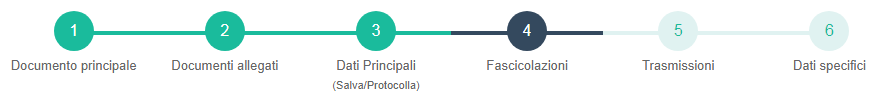 1 2 3 4 5 6
Documento principale Documenti allegati Dati Principali Fascicolazioni Trasmissioni Dati specifici
(Salva/Protocolla)